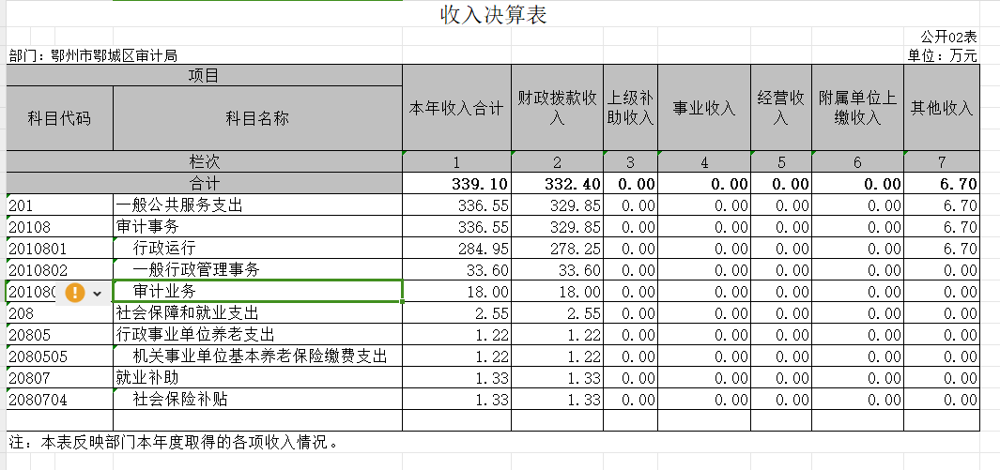 收入决算表
公开02表
部门：鄂州市鄂城区审计局 单位：万元
项目 本年收入合计 财政拨款收入 上级补助收入 事业收入 经营收入 附属单位上缴收入 其他收入
科目代码 科目名称
栏次 1 2 3 4 5 6 7
合计 339.10 332.40 0.00 0.00 0.00 0.00 6.70
201 一般公共服务支出 336.55 329.85 0.00 0.00 0.00 0.00 6.70
20108 审计事务 336.55 329.85 0.00 0.00 0.00 0.00 6.70
2010801 行政运行 284.95 278.25 0.00 0.00 0.00 0.00 6.70
2010802 一般行政管理事务 33.60 33.60 0.00 0.00 0.00 0.00 0.00
20108 审计业务 18.00 18.00 0.00 0.00 0.00 0.00 0.00
208 社会保障和就业支出 2.55 2.55 0.00 0.00 0.00 0.00 0.00
20805 行政事业单位养老支出 1.22 1.22 0.00 0.00 0.00 0.00 0.00
2080505 机关事业单位基本养老保险缴费支出 1.22 1.22 0.00 0.00 0.00 0.00 0.00
20807 就业补助 1.33 1.33 0.00 0.00 0.00 0.00 0.00
2080704 社会保险补贴 1.33 1.33 0.00 0.00 0.00 0.00 0.00
注：本表反映部门本年度取得的各项收入情况。